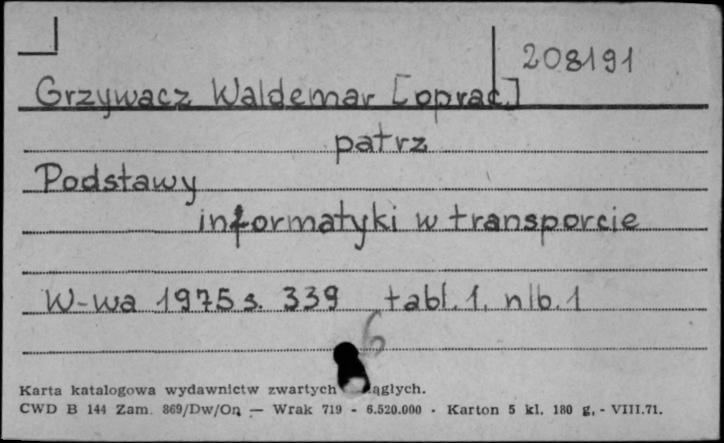 208191
Grzywacz Waldemar [oprac.]
patrz
Podstawy
informatyki w transporcie
W-wa 1975 s. 339 tabl. 1, nlb. 1
6
Karta katalogowa wydawnictw zwartych ągłych.
CWD B 144 Zam. 869/Dw/On — Wrak 719 - 6.520.000 - Karton 5 kl. 180 g, - VIII.71.